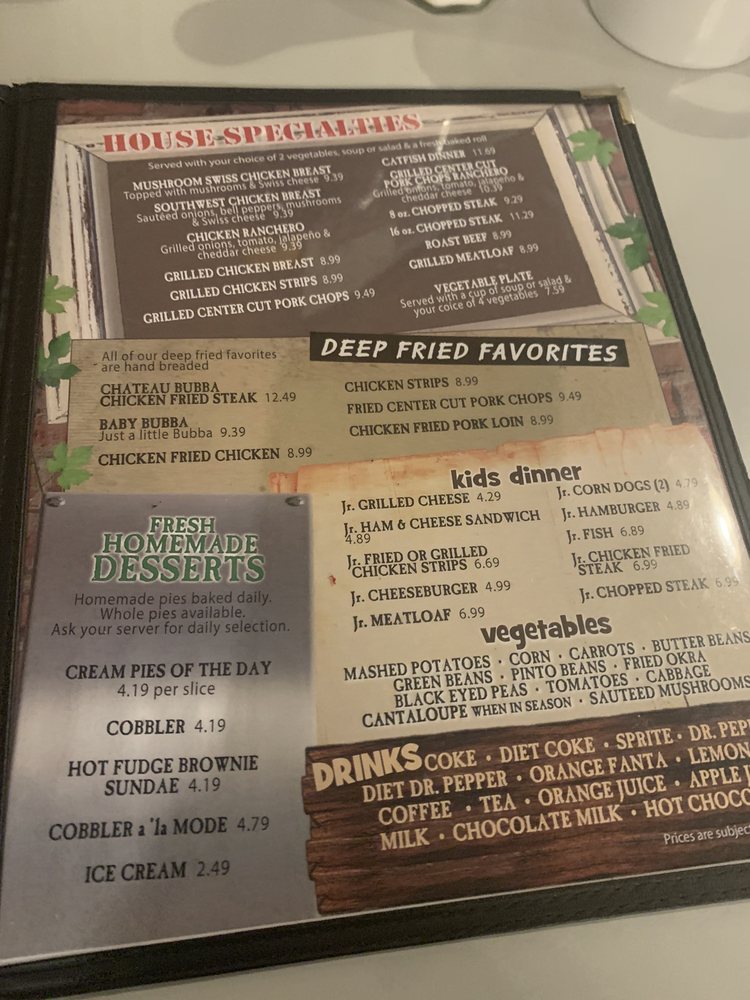 HOUSE SPECIALTIES
Served with your choice of 2 vegetables, soup or salad & a fresh baked roll
MUSHROOM SWISS CHICKEN BREAST
Topped with mushrooms & Swiss cheese 9.39
SOUTHWEST CHICKEN BREAST
Sautéed onions, bell peppers, mushrooms
& Swiss cheese 9.39
CHICKEN RANCHERO
Grilled onions, tomato, jalapeño &
cheddar cheese 9.39
GRILLED CHICKEN BREAST 8.99
GRILLED CHICKEN STRIPS 8.99
GRILLED CENTER CUT PORK CHOPS 9.49
CATFISH DINNER 11.69
GRILLED CENTER CUT
PORK CHOPS RANCHERO
Grilled onions, tomato, jalapeño &
cheddar cheese 10.39
8 oz. CHOPPED STEAK 9.29
16 oz. CHOPPED STEAK 11.29
ROAST BEEF 8.99
GRILLED MEATLOAF 8.99
VEGETABLE PLATE
Served with a cup of soup or salad &
your coice of 4 vegetables 7.59
DEEP FRIED FAVORITES
All of our deep fried favorites
are hand breaded
CHATEAU BUBBA
CHICKEN FRIED STEAK 12.49
BABY BUBBA
Just a little Bubba 9.39
CHICKEN FRIED CHICKEN 8.99
CHICKEN STRIPS 8.99
FRIED CENTER CUT PORK CHOPS 9.49
CHICKEN FRIED PORK LOIN 8.99
kids dinner
Jr. GRILLED CHEESE 4.29
Jr. HAM & CHEESE SANDWICH
4.89
Jr. FRIED OR GRILLED
CHICKEN STRIPS 6.69
Jr. CHEESEBURGER 4.99
Jr. MEATLOAF 6.99
Jr. CORN DOGS (2) 4.79
Jr. HAMBURGER 4.89
Jr. FISH 6.89
Jr. CHICKEN FRIED
STEAK 6.99
Jr. CHOPPED STEAK 6.99
vegetables
MASHED POTATOES · CORN · CARROTS · BUTTER BEANS
GREEN BEANS · PINTO BEANS · FRIED OKRA
BLACK EYED PEAS · TOMATOES · CABBAGE
CANTALOUPE WHEN IN SEASON · SAUTEED MUSHROOMS
FRESH
HOMEMADE
DESSERTS
Homemade pies baked daily.
Whole pies available.
Ask your server for daily selection.
CREAM PIES OF THE DAY
4.19 per slice
COBBLER 4.19
HOT FUDGE BROWNIE
SUNDAE 4.19
COBBLER a 'la MODE 4.79
ICE CREAM 2.49
DRINKS COKE · DIET COKE · SPRITE · DR. PEP
DIET DR. PEPPER · ORANGE FANTA · LEMON
COFFEE · TEA · ORANGE JUICE · APPLE
MILK · CHOCOLATE MILK · HOT CHOC
Prices are subjec